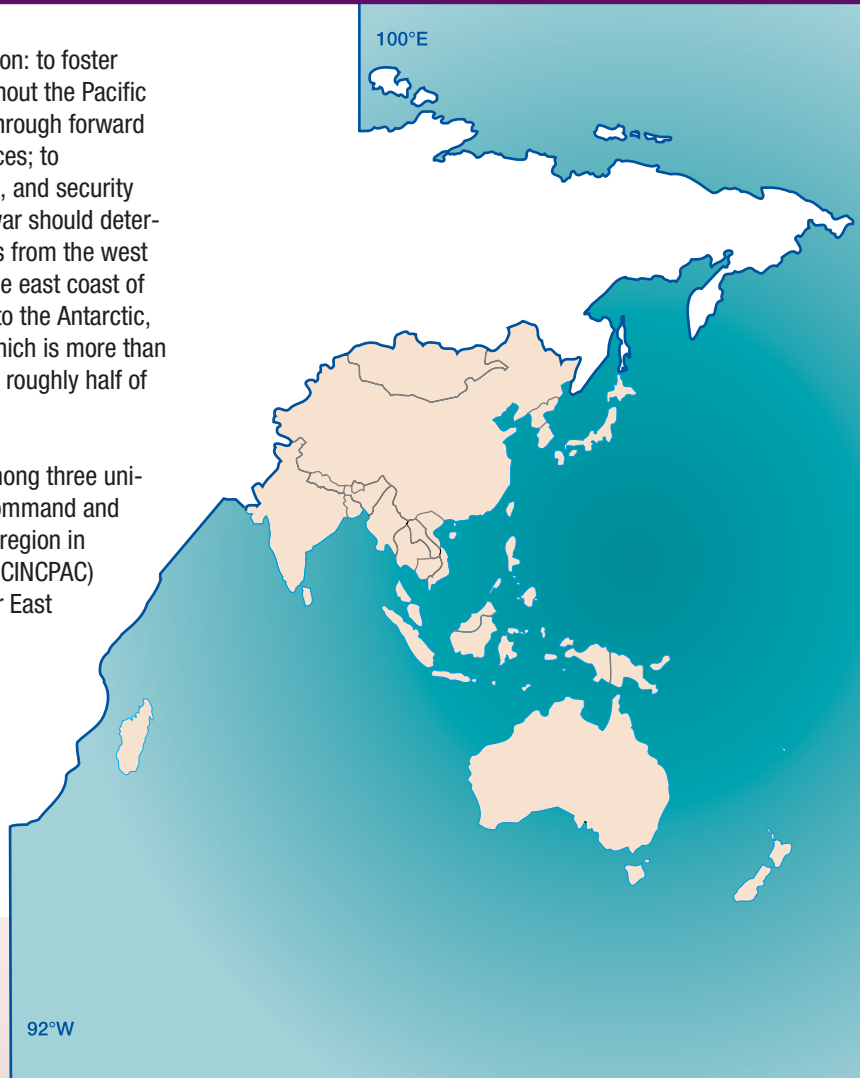 100°E
on: to foster
hout the Pacific
hrough forward
ces; to
, and security
var should deter-
s from the west
e east coast of
to the Antarctic,
hich is more than
roughly half of
nong three uni-
ommand and
region in
CINCPAC)
r East
92°W